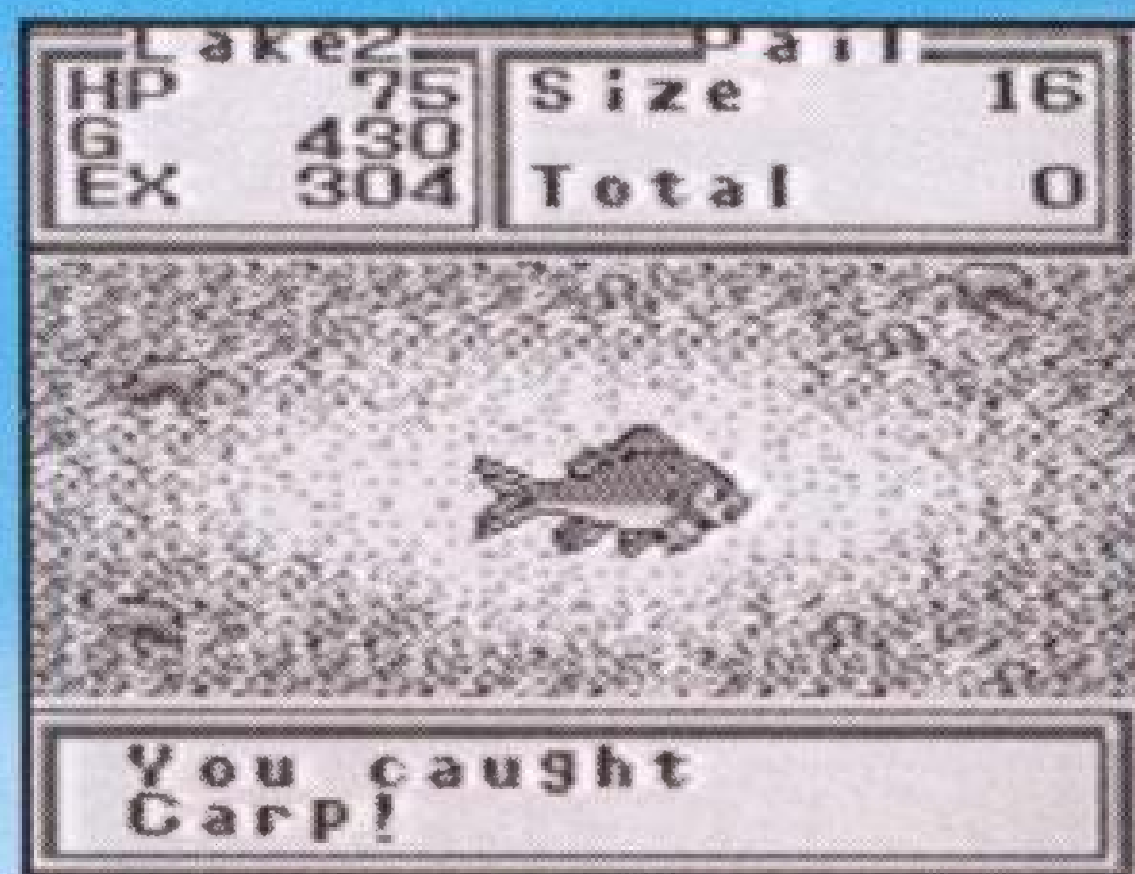 Lake2
Pail
HP 75
G 430
EX 304
Size 16
Total 0
You caught
Carp!